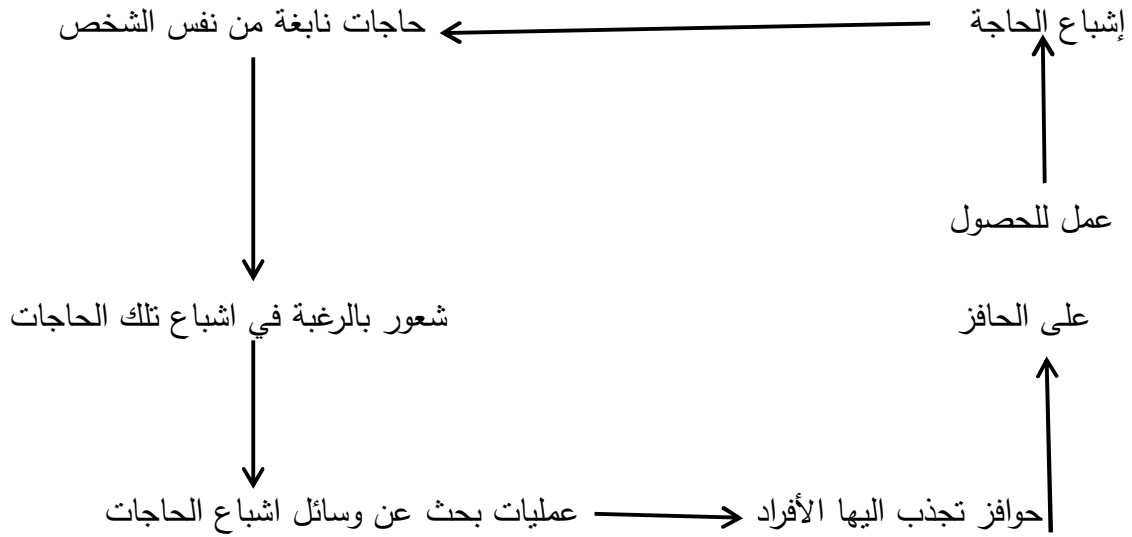 إشباع الحاجة
حاجات نابغة من نفس الشخص
عمل للحصول
على الحافز
شعور بالرغبة في اشباع تلك الحاجات
حوافز تجذب اليها الأفراد
عمليات بحث عن وسائل اشباع الحاجات